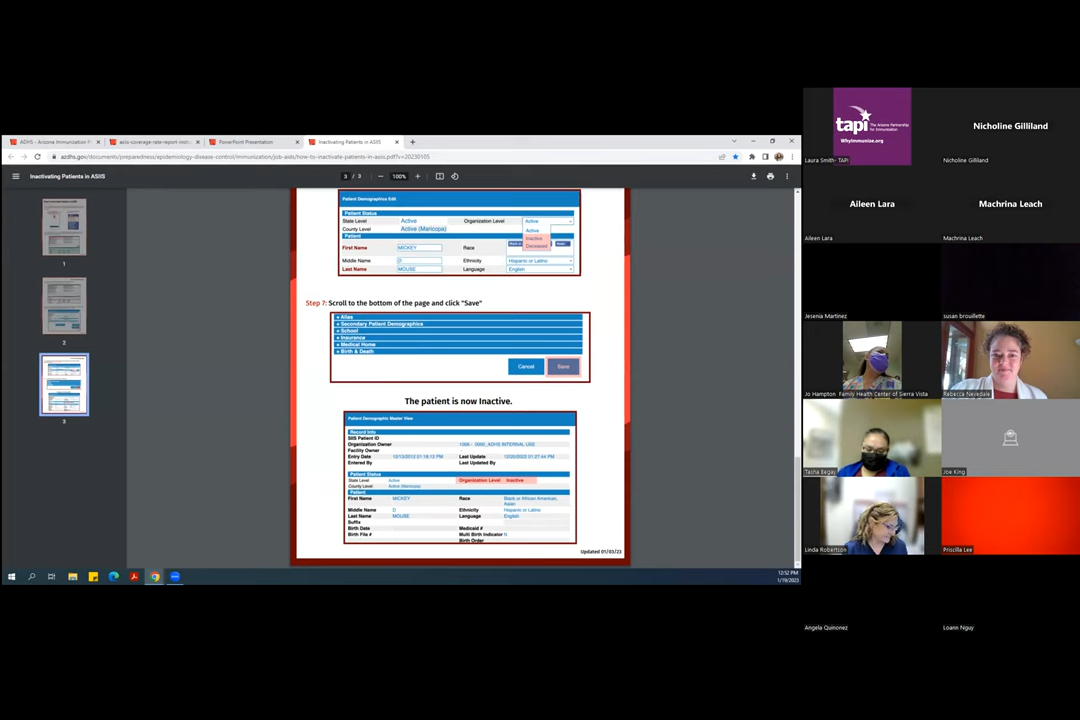 ADHS - Arizona Immunization P
asiis-coverage-rate-report-instruc
PowerPoint Presentation
Inactivating Patients in ASIIS
azdhs.gov/documents/preparedness/epidemiology-disease-control/immunization/job-aids/how-to-inactivate-patients-in-asiis.pdf?v=20230105
Inactivating Patients in ASIIS
3 / 3
100%
1
2
3
Patient Demographics Edit
Patient Status
State Level Active Organization Level Active
County Level Active (Maricopa) Active
Inactive
Deceased
Patient
First Name MICKEY Race
Middle Name D Ethnicity Hispanic or Latino
Last Name MOUSE Language English
Step 7: Scroll to the bottom of the page and click "Save"
+ Alias
+ Secondary Patient Demographics
+ School
+ Insurance
+ Medical Home
+ Birth & Death
Cancel Save
The patient is now Inactive.
Patient Demographic Master View
Record Info
SIIS Patient ID
Organization Owner ADHS INTERNAL USE
Facility Owner
Entry Date 12/13/2012 01:18:13 PM Last Update 12/20/2022 01:27:44 PM
Entered By Last Updated By
Patient Status
State Level Active Organization Level Inactive
County Level Active (Maricopa)
Patient
First Name MICKEY Race Black or African American, Asian
Middle Name D Ethnicity Hispanic or Latino
Last Name MOUSE Language English
Suffix
Birth Date Medicaid #
Birth File # Multi Birth Indicator N
Birth Order
Updated 01/03/23
12:52 PM
1/19/2023
tapi The Arizona Partnership for Immunization
WhyImmunize.org
Laura Smith- TAPI
Nicholine Gilliland
Nicholine Gilliland
Aileen Lara
Aileen Lara
Machrina Leach
Machrina Leach
Jesenia Martinez
susan brouillette
Jo Hampton Family Health Center of Sierra Vista
Rebecca Nevedale
Tasha Begay
Joe King
Linda Robertson
Priscilla Lee
Angela Quinonez
Loann Nguy